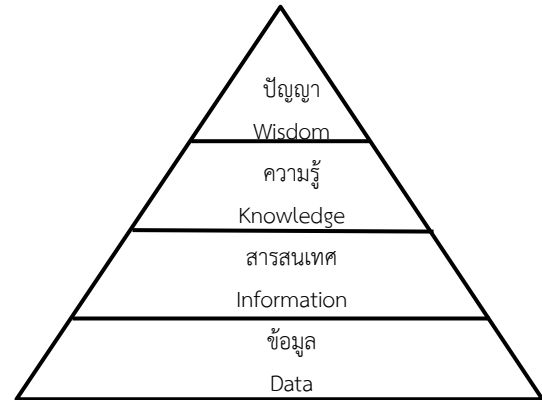 ปัญญา
Wisdom
ความรู้
Knowledge
สารสนเทศ
Information
ข้อมูล
Data